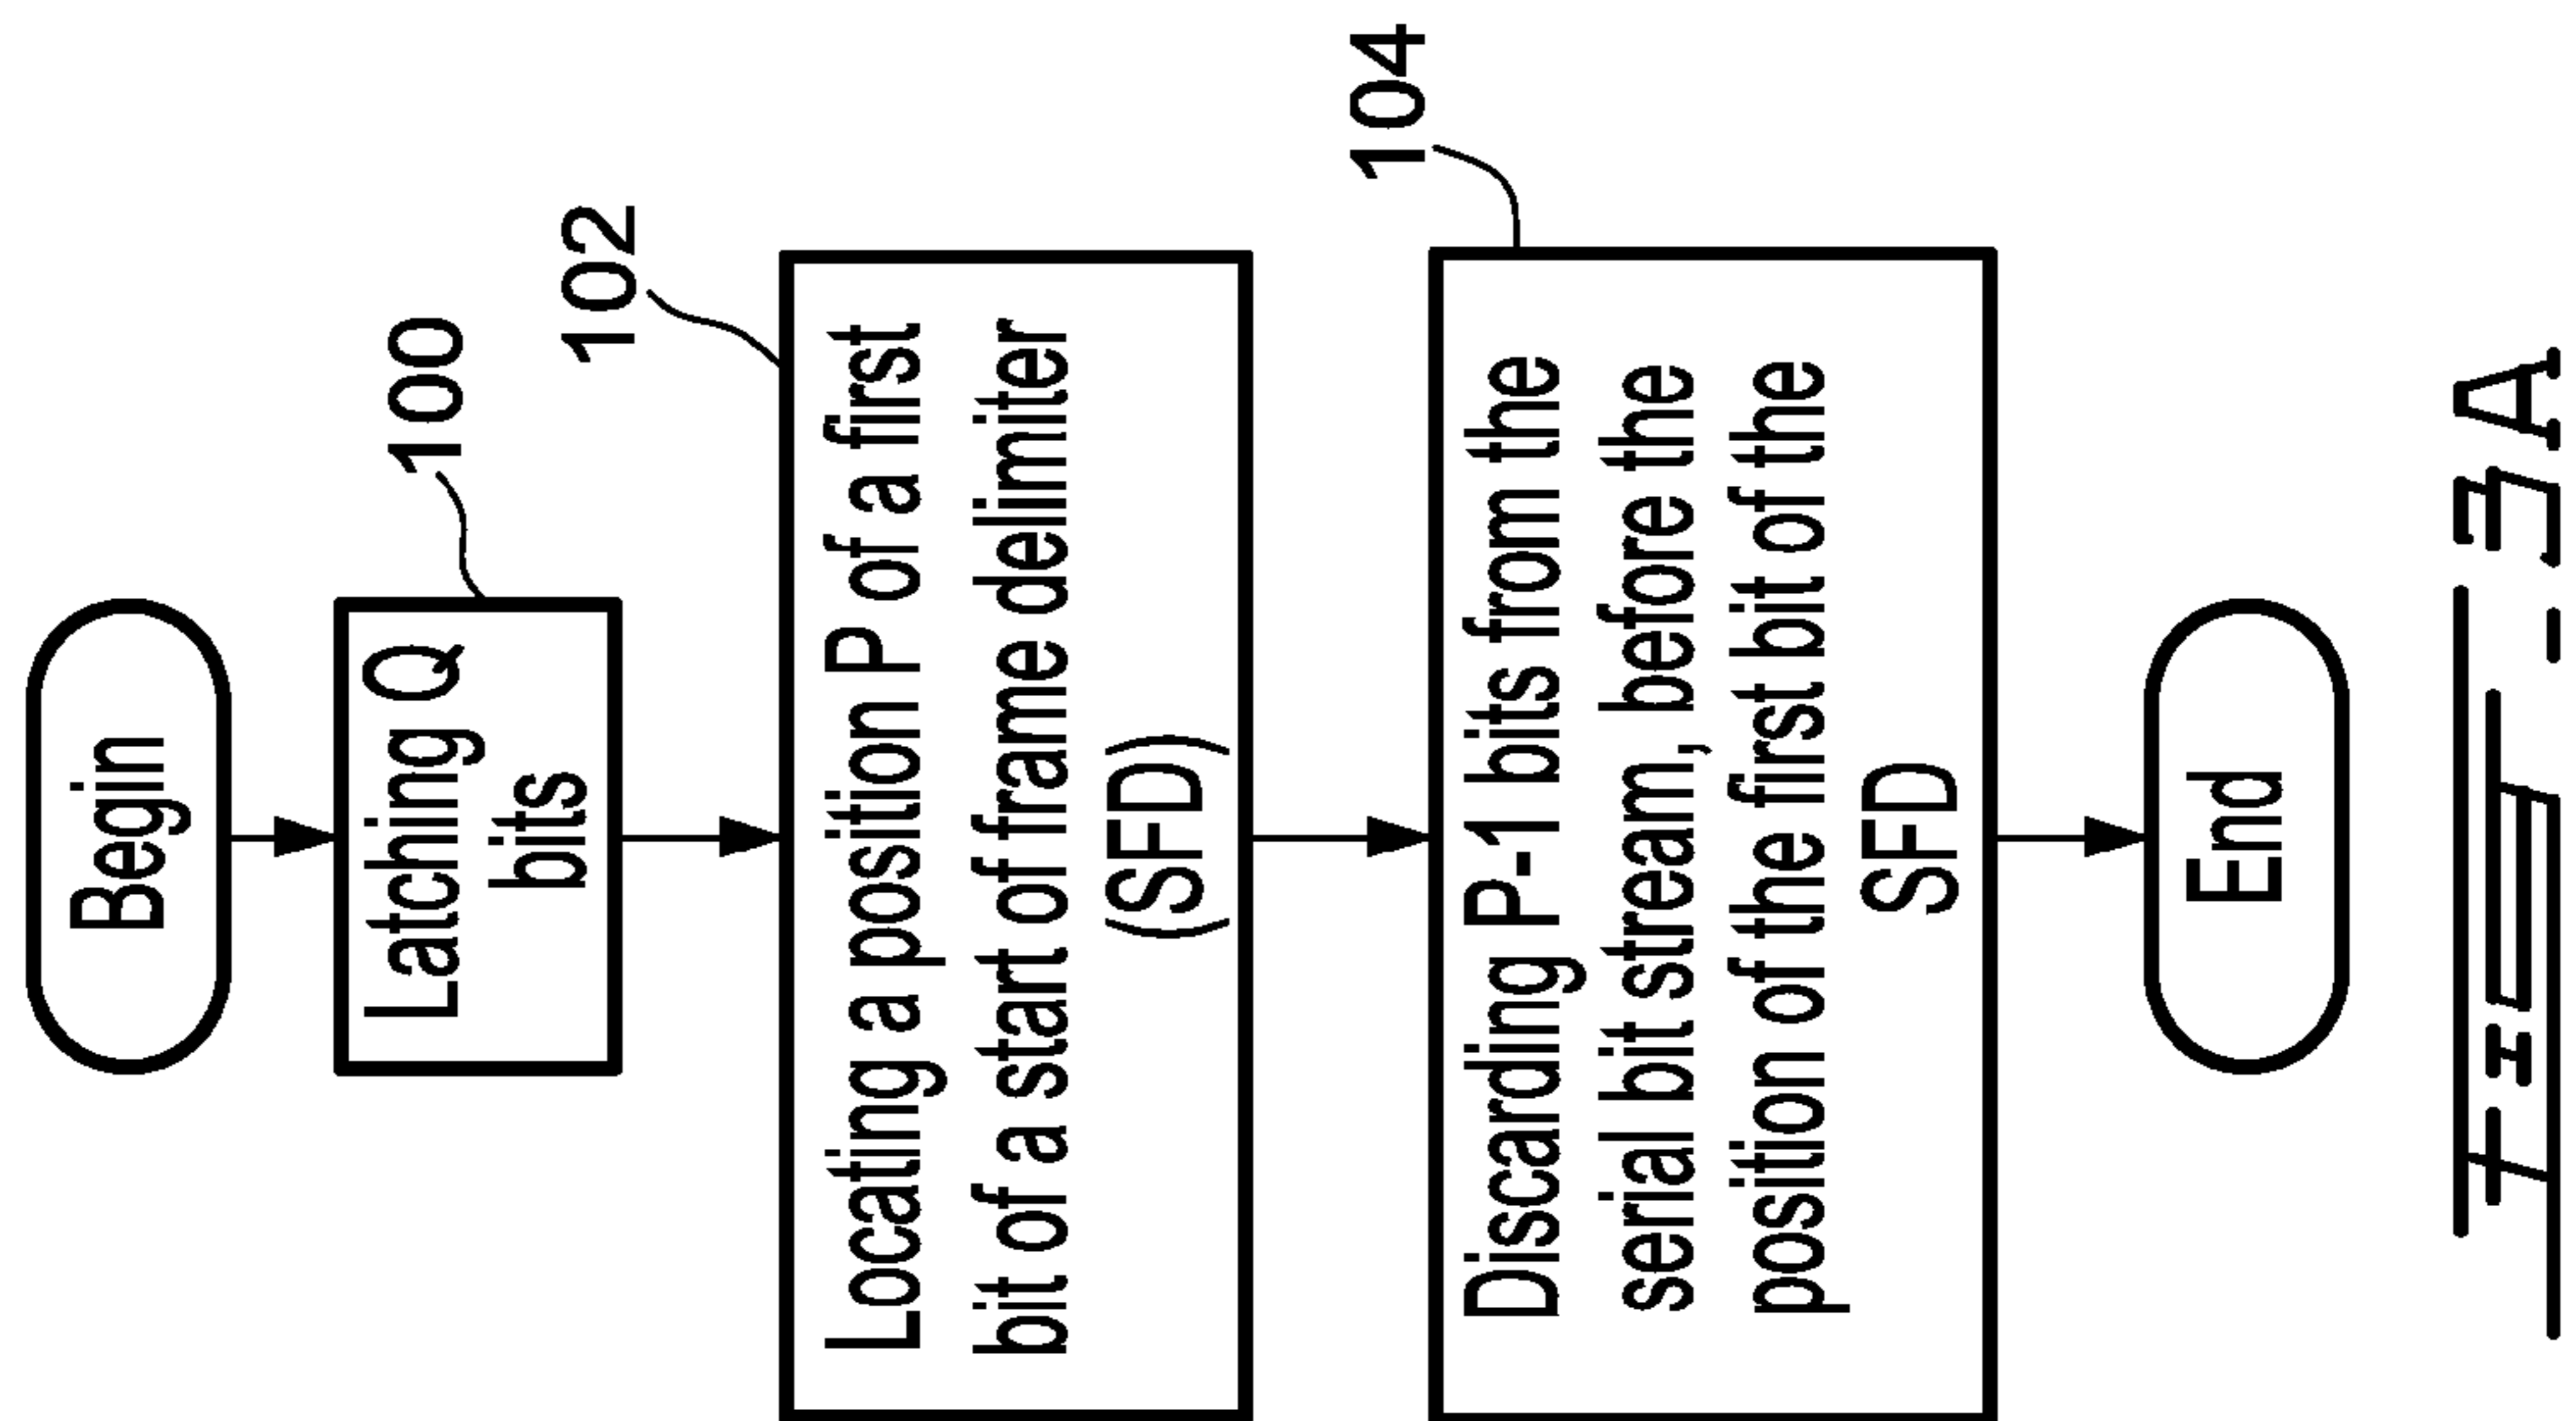 Begin
100
Latching Q
bits
102
Locating a position P of a first
bit of a start of frame delimiter
(SFD)
104
Discarding P-1 bits from the
serial bit stream, before the
position of the first bit of the
SFD
End
Fig. 3A